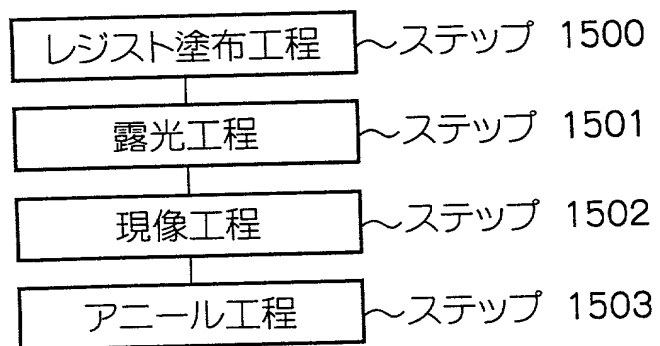 レジスト塗布工程 ~ステップ 1500
露光工程 ~ステップ 1501
現像工程 ~ステップ 1502
アニール工程 ~ステップ 1503